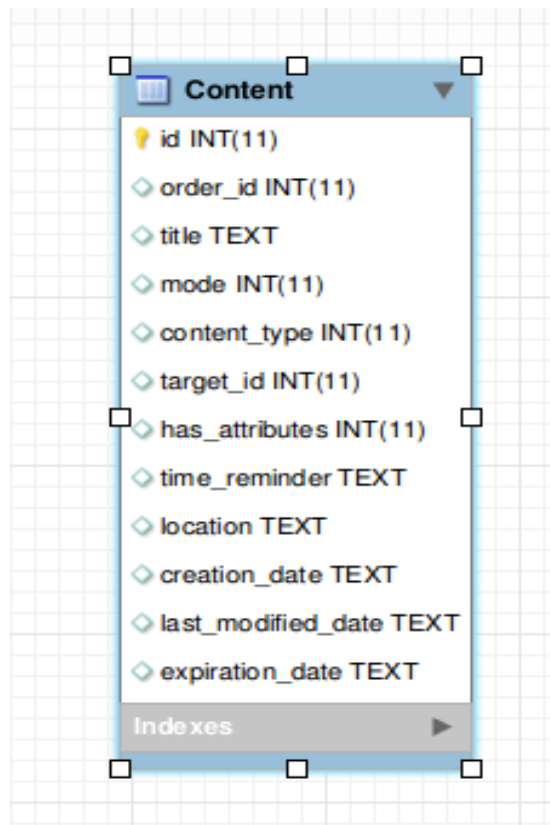 Content
id INT(11)
order_id INT(11)
title TEXT
mode INT(11)
content_type INT(11)
target_id INT(11)
has_attributes INT(11)
time_reminder TEXT
location TEXT
creation_date TEXT
last_modified_date TEXT
expiration_date TEXT
Indexes